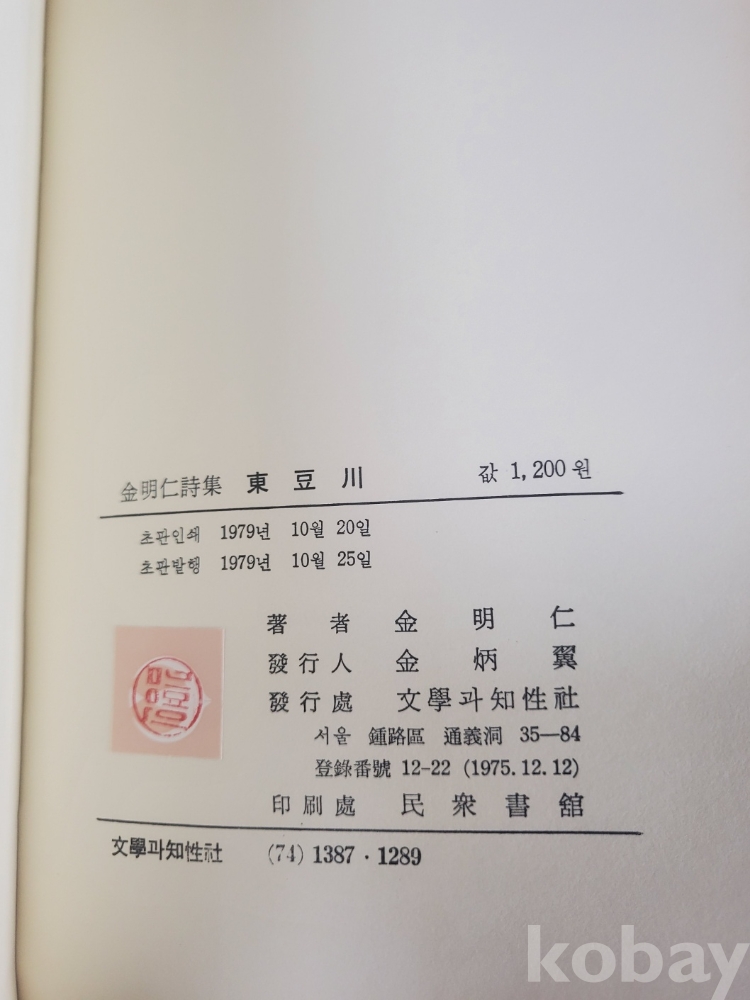 金明仁詩集 東豆川 값 1,200원
초판인쇄 1979년 10월 20일
초판발행 1979년 10월 25일
著者 金明仁
發行人 金炳翼
發行處 文學과知性社
서울 鍾路區 通義洞 35—84
登錄番號 12-22 (1975.12.12)
印刷處 民衆書舘
文學과知性社 (74) 1387·1289
kobay